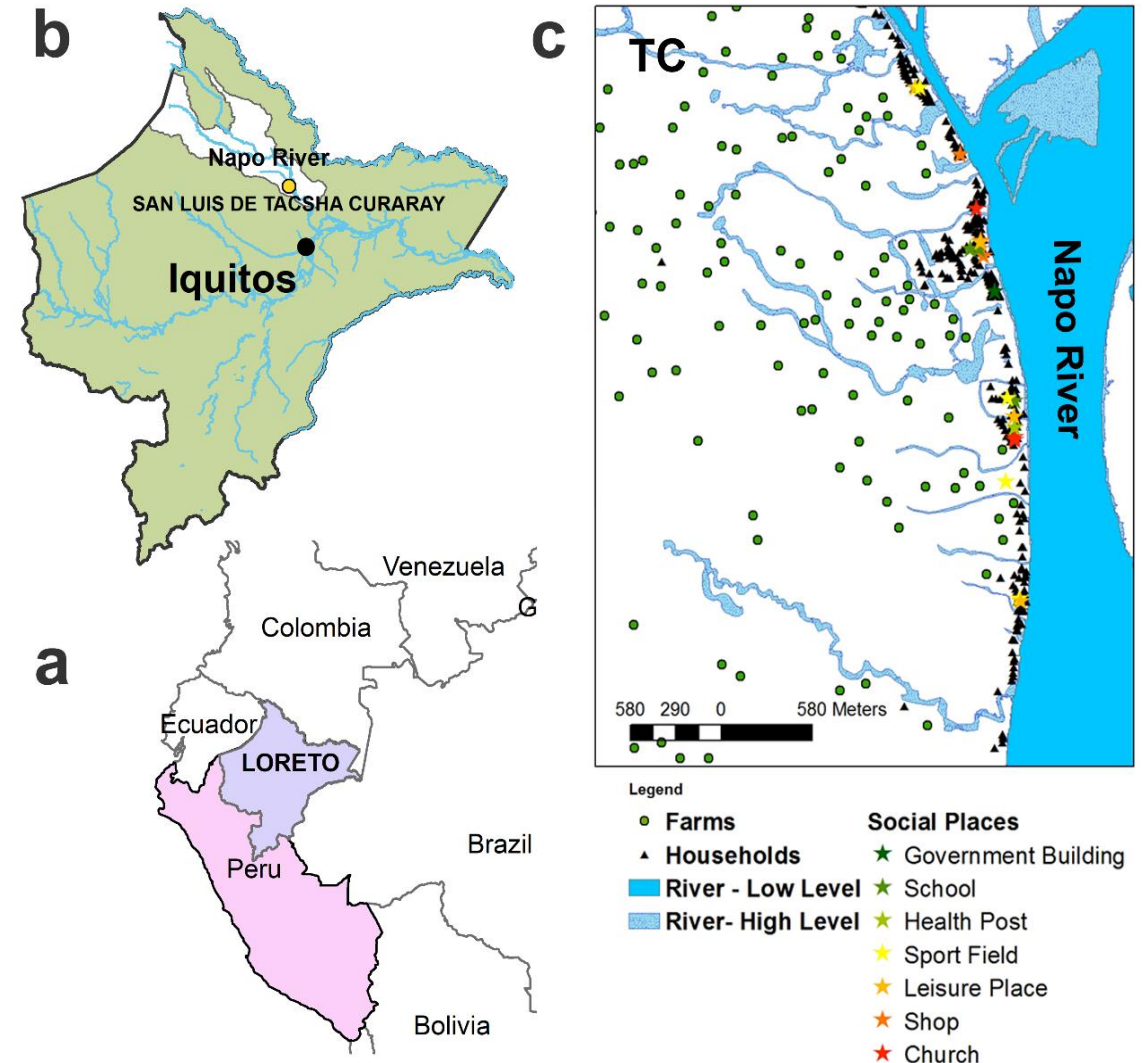 b
Napo River
SAN LUIS DE TACSHA CURARAY
Iquitos
a
Venezuela
G
Colombia
Ecuador
LORETO
Peru
Brazil
Bolivia
c
TC
Napo River
580 290 0 580 Meters
Legend
Farms
Households
River - Low Level
River- High Level
Social Places
Government Building
School
Health Post
Sport Field
Leisure Place
Shop
Church